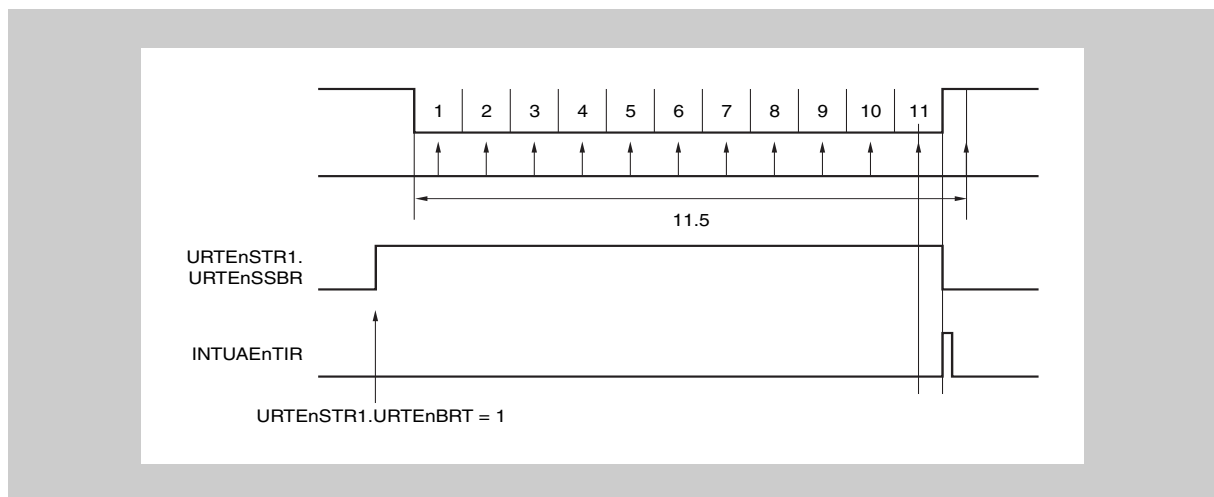 1 2 3 4 5 6 7 8 9 10 11
11.5
URTEnSTR1.
URTEnSSBR
INTUAEnTIR
URTEnSTR1.URTEnBRT = 1